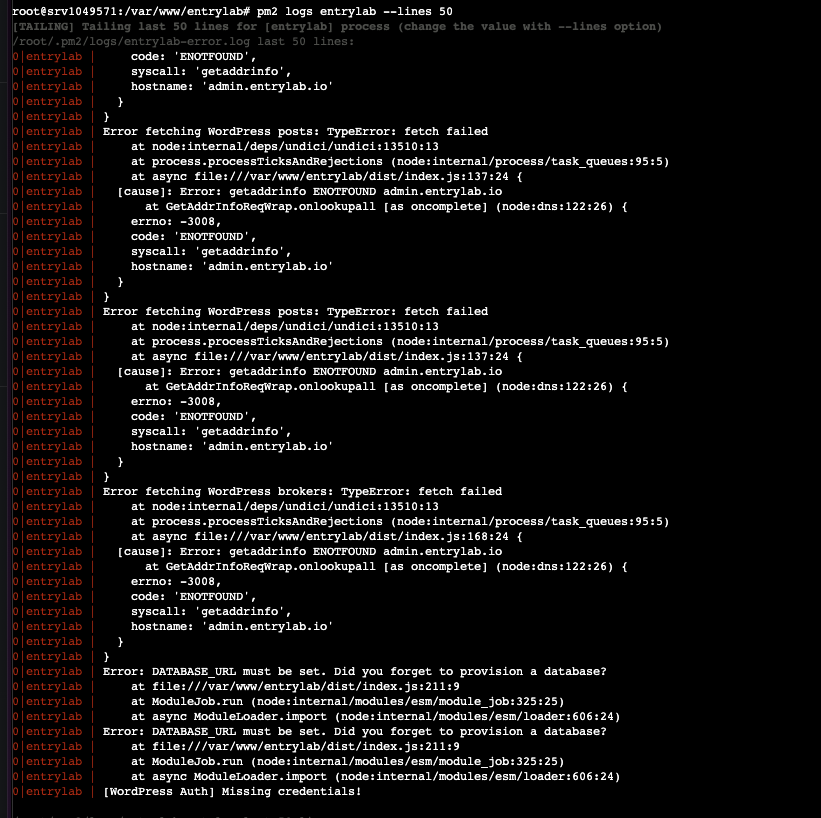 root@srv1049571:/var/www/entrylab# pm2 logs entrylab --lines 50
[TAILING] Tailing last 50 lines for [entrylab] process (change the value with --lines option)
/root/.pm2/logs/entrylab-error.log last 50 lines:
0|entrylab |     code: 'ENOTFOUND',
0|entrylab |     syscall: 'getaddrinfo',
0|entrylab |     hostname: 'admin.entrylab.io'
0|entrylab |   }
0|entrylab | }
0|entrylab | Error fetching WordPress posts: TypeError: fetch failed
0|entrylab |     at node:internal/deps/undici/undici:13510:13
0|entrylab |     at process.processTicksAndRejections (node:internal/process/task_queues:95:5)
0|entrylab |     at async file:///var/www/entrylab/dist/index.js:137:24 {
0|entrylab |   [cause]: Error: getaddrinfo ENOTFOUND admin.entrylab.io
0|entrylab |       at GetAddrInfoReqWrap.onlookupall [as oncomplete] (node:dns:122:26) {
0|entrylab |     errno: -3008,
0|entrylab |     code: 'ENOTFOUND',
0|entrylab |     syscall: 'getaddrinfo',
0|entrylab |     hostname: 'admin.entrylab.io'
0|entrylab |   }
0|entrylab | }
0|entrylab | Error fetching WordPress posts: TypeError: fetch failed
0|entrylab |     at node:internal/deps/undici/undici:13510:13
0|entrylab |     at process.processTicksAndRejections (node:internal/process/task_queues:95:5)
0|entrylab |     at async file:///var/www/entrylab/dist/index.js:137:24 {
0|entrylab |   [cause]: Error: getaddrinfo ENOTFOUND admin.entrylab.io
0|entrylab |       at GetAddrInfoReqWrap.onlookupall [as oncomplete] (node:dns:122:26) {
0|entrylab |     errno: -3008,
0|entrylab |     code: 'ENOTFOUND',
0|entrylab |     syscall: 'getaddrinfo',
0|entrylab |     hostname: 'admin.entrylab.io'
0|entrylab |   }
0|entrylab | }
0|entrylab | Error fetching WordPress brokers: TypeError: fetch failed
0|entrylab |     at node:internal/deps/undici/undici:13510:13
0|entrylab |     at process.processTicksAndRejections (node:internal/process/task_queues:95:5)
0|entrylab |     at async file:///var/www/entrylab/dist/index.js:168:24 {
0|entrylab |   [cause]: Error: getaddrinfo ENOTFOUND admin.entrylab.io
0|entrylab |       at GetAddrInfoReqWrap.onlookupall [as oncomplete] (node:dns:122:26) {
0|entrylab |     errno: -3008,
0|entrylab |     code: 'ENOTFOUND',
0|entrylab |     syscall: 'getaddrinfo',
0|entrylab |     hostname: 'admin.entrylab.io'
0|entrylab |   }
0|entrylab | }
0|entrylab | Error: DATABASE_URL must be set. Did you forget to provision a database?
0|entrylab |     at file:///var/www/entrylab/dist/index.js:211:9
0|entrylab |     at ModuleJob.run (node:internal/modules/esm/module_job:325:25)
0|entrylab |     at async ModuleLoader.import (node:internal/modules/esm/loader:606:24)
0|entrylab | Error: DATABASE_URL must be set. Did you forget to provision a database?
0|entrylab |     at file:///var/www/entrylab/dist/index.js:211:9
0|entrylab |     at ModuleJob.run (node:internal/modules/esm/module_job:325:25)
0|entrylab |     at async ModuleLoader.import (node:internal/modules/esm/loader:606:24)
0|entrylab | [WordPress Auth] Missing credentials!